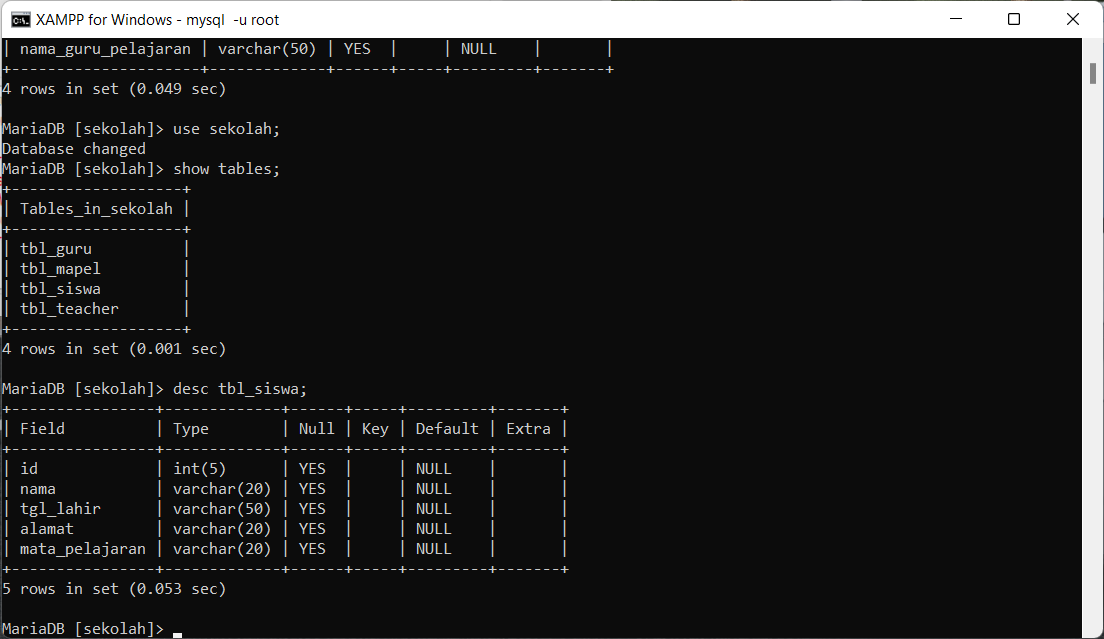 XAMPP for Windows - mysql  -u root
| nama_guru_pelajaran | varchar(50) | YES  |     | NULL    |       |
+---------------------+-------------+------+-----+---------+-------+
4 rows in set (0.049 sec)
MariaDB [sekolah]> use sekolah;
Database changed
MariaDB [sekolah]> show tables;
+-------------------+
| Tables_in_sekolah |
+-------------------+
| tbl_guru          |
| tbl_mapel         |
| tbl_siswa         |
| tbl_teacher       |
+-------------------+
4 rows in set (0.001 sec)
MariaDB [sekolah]> desc tbl_siswa;
+----------------+-------------+------+-----+---------+-------+
| Field          | Type        | Null | Key | Default | Extra |
+----------------+-------------+------+-----+---------+-------+
| id             | int(5)      | YES  |     | NULL    |       |
| nama           | varchar(20) | YES  |     | NULL    |       |
| tgl_lahir      | varchar(50) | YES  |     | NULL    |       |
| alamat         | varchar(20) | YES  |     | NULL    |       |
| mata_pelajaran | varchar(20) | YES  |     | NULL    |       |
+----------------+-------------+------+-----+---------+-------+
5 rows in set (0.053 sec)
MariaDB [sekolah]>